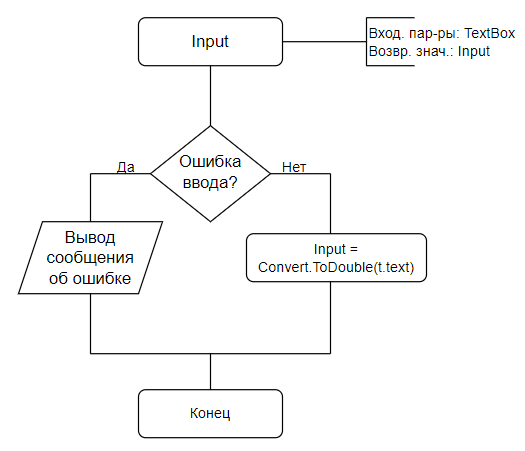 Input
Вход. пар-ры: TextBox
Возвр. знач.: Input
Ошибка
ввода?
Да
Нет
Вывод
сообщения
об ошибке
Input =
Convert.ToDouble(t.text)
Конец